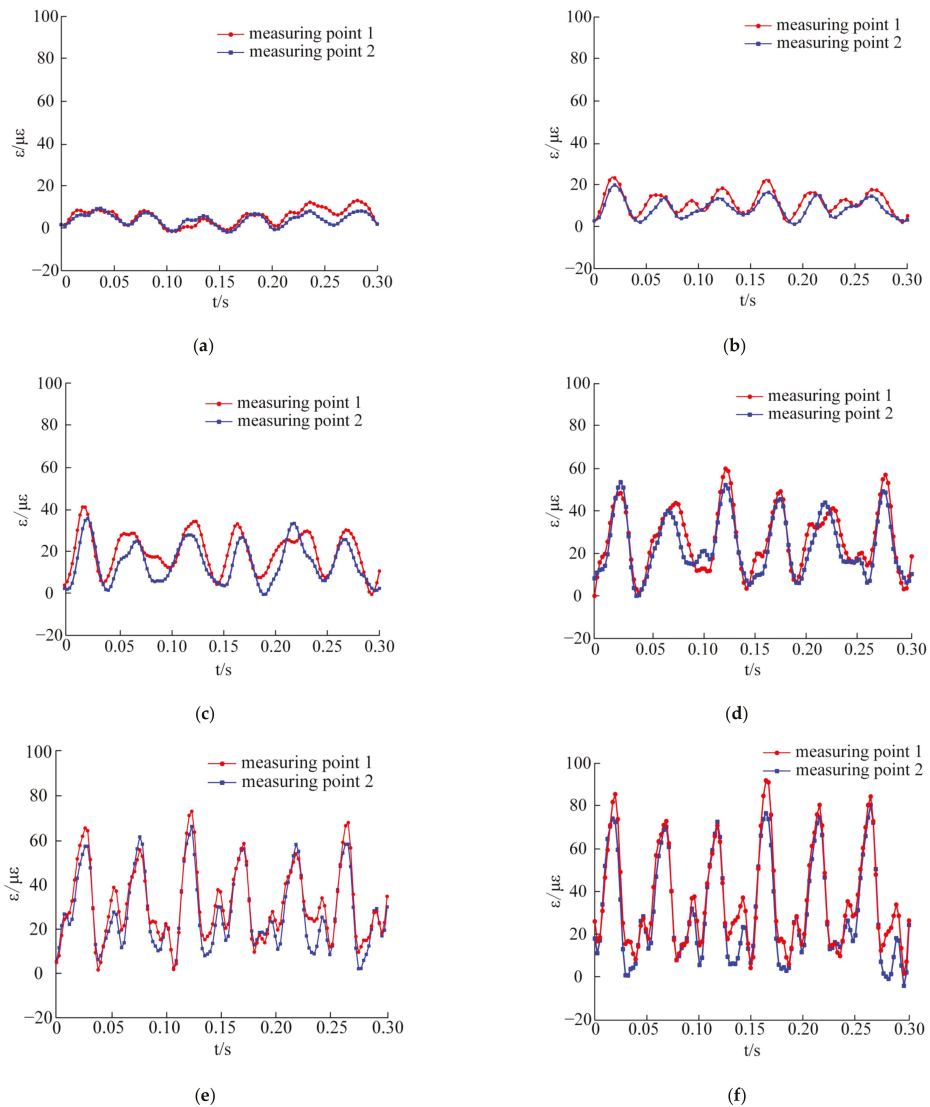 100
80
60
40
20
0
−20
ε/με
measuring point 1
measuring point 2
0
0.05
0.10
0.15
0.20
0.25
0.30
t/s
(a)
100
80
60
40
20
0
−20
ε/με
measuring point 1
measuring point 2
0
0.05
0.10
0.15
0.20
0.25
0.30
t/s
(b)
100
80
60
40
20
0
−20
ε/με
measuring point 1
measuring point 2
0
0.05
0.10
0.15
0.20
0.25
0.30
t/s
(c)
100
80
60
40
20
0
−20
ε/με
measuring point 1
measuring point 2
0
0.05
0.10
0.15
0.20
0.25
0.30
t/s
(d)
100
80
60
40
20
0
−20
ε/με
measuring point 1
measuring point 2
0
0.05
0.10
0.15
0.20
0.25
0.30
t/s
(e)
100
80
60
40
20
0
−20
ε/με
measuring point 1
measuring point 2
0
0.05
0.10
0.15
0.20
0.25
0.30
t/s
(f)